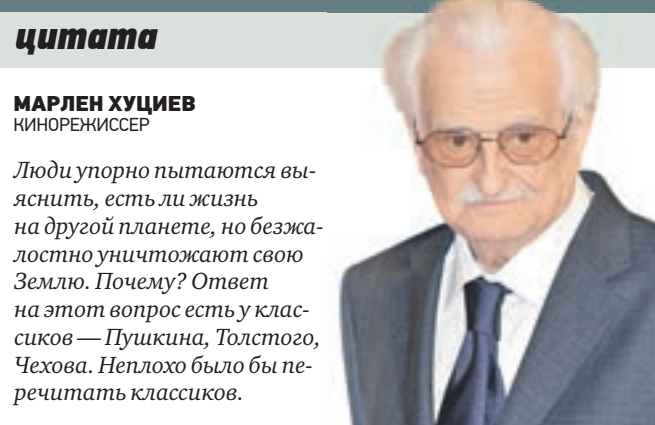 цитата
МАРЛЕН ХУЦИЕВ
КИНОРЕЖИССЕР
Люди упорно пытаются вы-
яснить, есть ли жизнь
на другой планете, но безжа-
лостно уничтожают свою
Землю. Почему? Ответ
на этот вопрос есть у клас-
сиков — Пушкина, Толстого,
Чехова. Неплохо было бы пе-
речитать классиков.